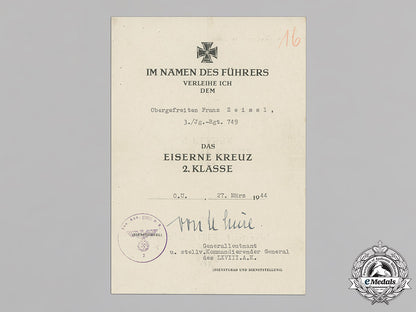 16
IM NAMEN DES FÜHRERS
VERLEIHE ICH
DEM
Obergefreiten Franz Zeissl,
3./Jg.-Rgt. 749
DAS
EISERNE KREUZ
2. KLASSE
O.U. 27. März 1944
Generalleutnant
u. stellv. Kommandierender General
des LXVIII.A.K.
(DIENSTGRAD UND DIENSTSTELLUNG)
eMedals